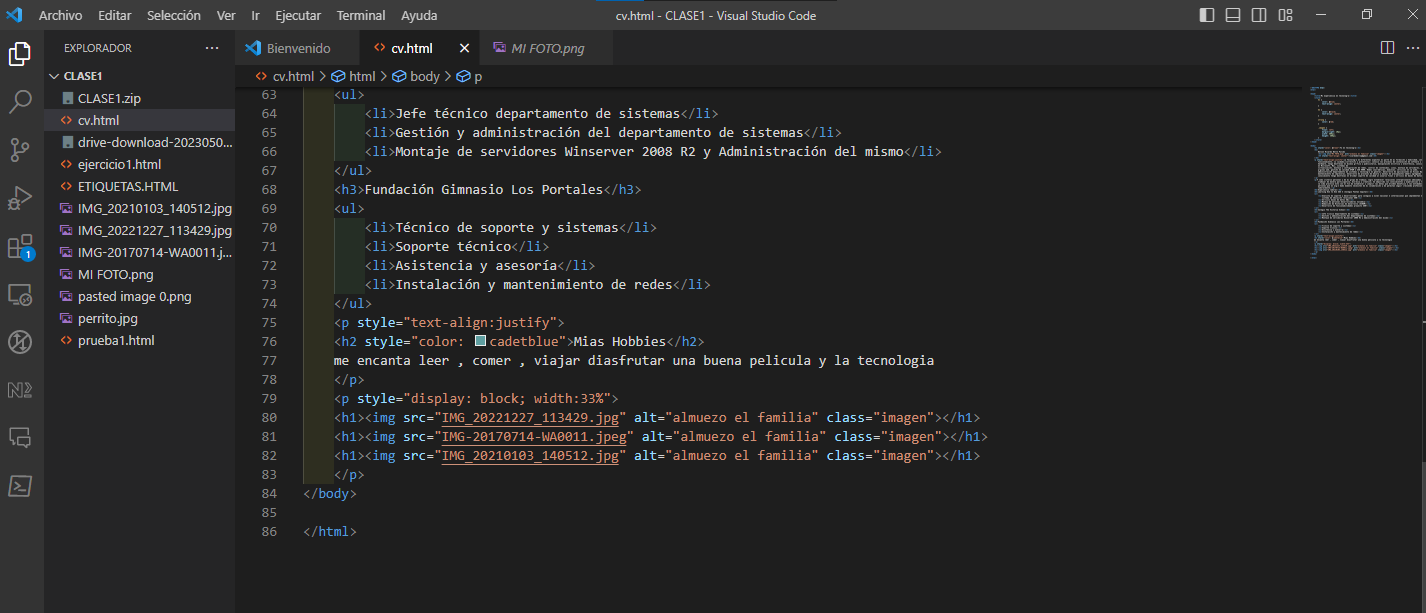 Archivo Editar Selección Ver Ir Ejecutar Terminal Ayuda
cv.html - CLASE1 - Visual Studio Code
EXPLORADOR
CLASE1
CLASE1.zip
cv.html
drive-download-2023050...
ejercicio1.html
ETIQUETAS.HTML
IMG_20210103_140512.jpg
IMG_20221227_113429.jpg
IMG-20170714-WA0011.j...
MI FOTO.png
pasted image 0.png
perrito.jpg
prueba1.html
1
Bienvenido cv.html MI FOTO.png
cv.html > html > body > p
63 <ul>
64 <li>Jefe técnico departamento de sistemas</li>
65 <li>Gestión y administración del departamento de sistemas</li>
66 <li>Montaje de servidores Winserver 2008 R2 y Administración del mismo</li>
67 </ul>
68 <h3>Fundación Gimnasio Los Portales</h3>
69 <ul>
70 <li>Técnico de soporte y sistemas</li>
71 <li>Soporte técnico</li>
72 <li>Asistencia y asesoría</li>
73 <li>Instalación y mantenimiento de redes</li>
74 </ul>
75 <p style="text-align:justify">
76 <h2 style="color: cadetblue">Mias Hobbies</h2>
77 me encanta leer , comer , viajar diasfrutar una buena pelicula y la tecnologia
78 </p>
79 <p style="display: block; width:33%">
80 <h1><img src="IMG_20221227_113429.jpg" alt="almuezo el familia" class="imagen"></h1>
81 <h1><img src="IMG-20170714-WA0011.jpeg" alt="almuezo el familia" class="imagen"></h1>
82 <h1><img src="IMG_20210103_140512.jpg" alt="almuezo el familia" class="imagen"></h1>
83 </p>
84 </body>
85
86 </html>